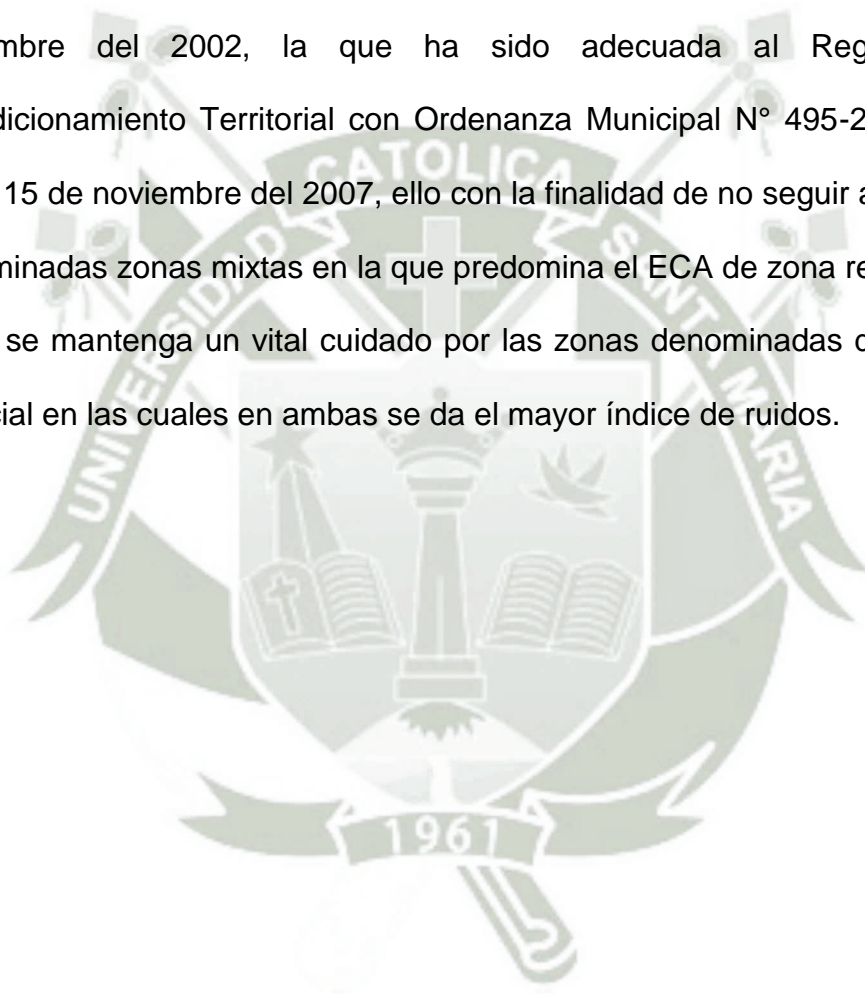 mbre del 2002, la que ha sido adecuada al Reg
dicionamiento Territorial con Ordenanza Municipal N° 495-2
15 de noviembre del 2007, ello con la finalidad de no seguir a
minadas zonas mixtas en la que predomina el ECA de zona re
se mantenga un vital cuidado por las zonas denominadas c
cial en las cuales en ambas se da el mayor índice de ruidos.
UNIVERSIDAD CATOLICA SANTA MARIA
1961